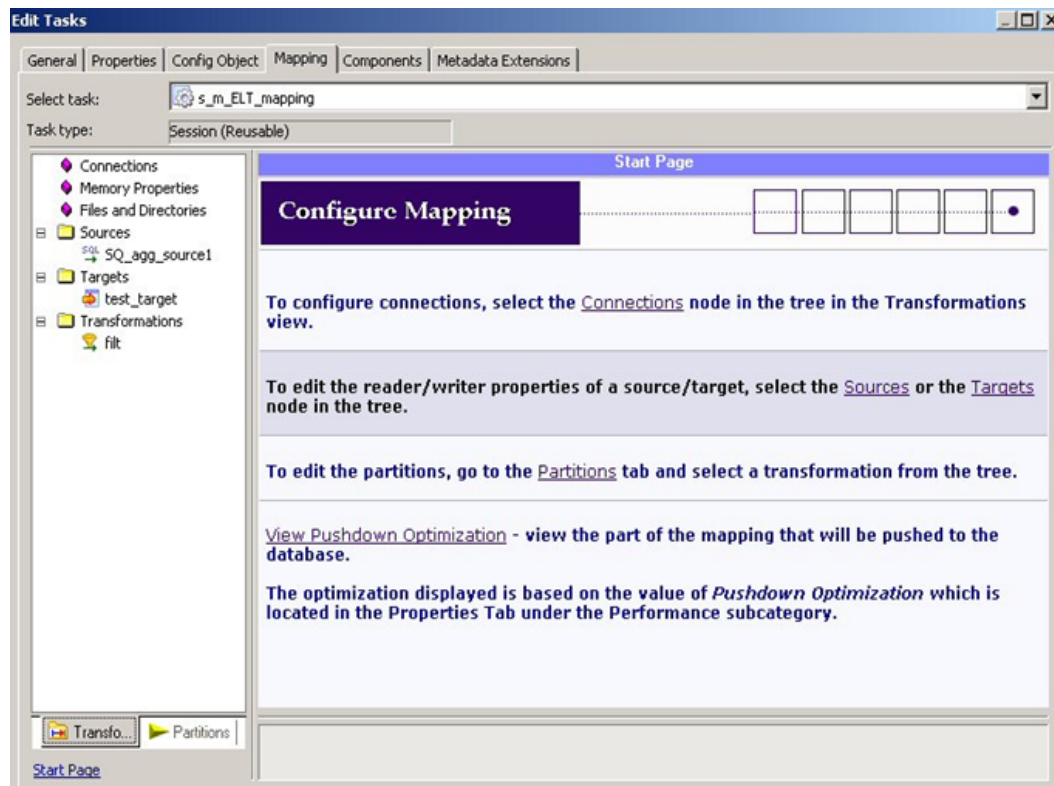 Edit Tasks
General Properties Config Object Mapping Components Metadata Extensions
Select task: s_m_ELT_mapping
Task type: Session (Reusable)
Connections
Memory Properties
Files and Directories
Sources
SQL SQ_agg_source1
Targets
test_target
Transformations
filt
Transfo... Partitions
Start Page
Start Page
Configure Mapping
To configure connections, select the Connections node in the tree in the Transformations
view.
To edit the reader/writer properties of a source/target, select the Sources or the Targets
node in the tree.
To edit the partitions, go to the Partitions tab and select a transformation from the tree.
View Pushdown Optimization - view the part of the mapping that will be pushed to the
database.
The optimization displayed is based on the value of Pushdown Optimization which is
located in the Properties Tab under the Performance subcategory.